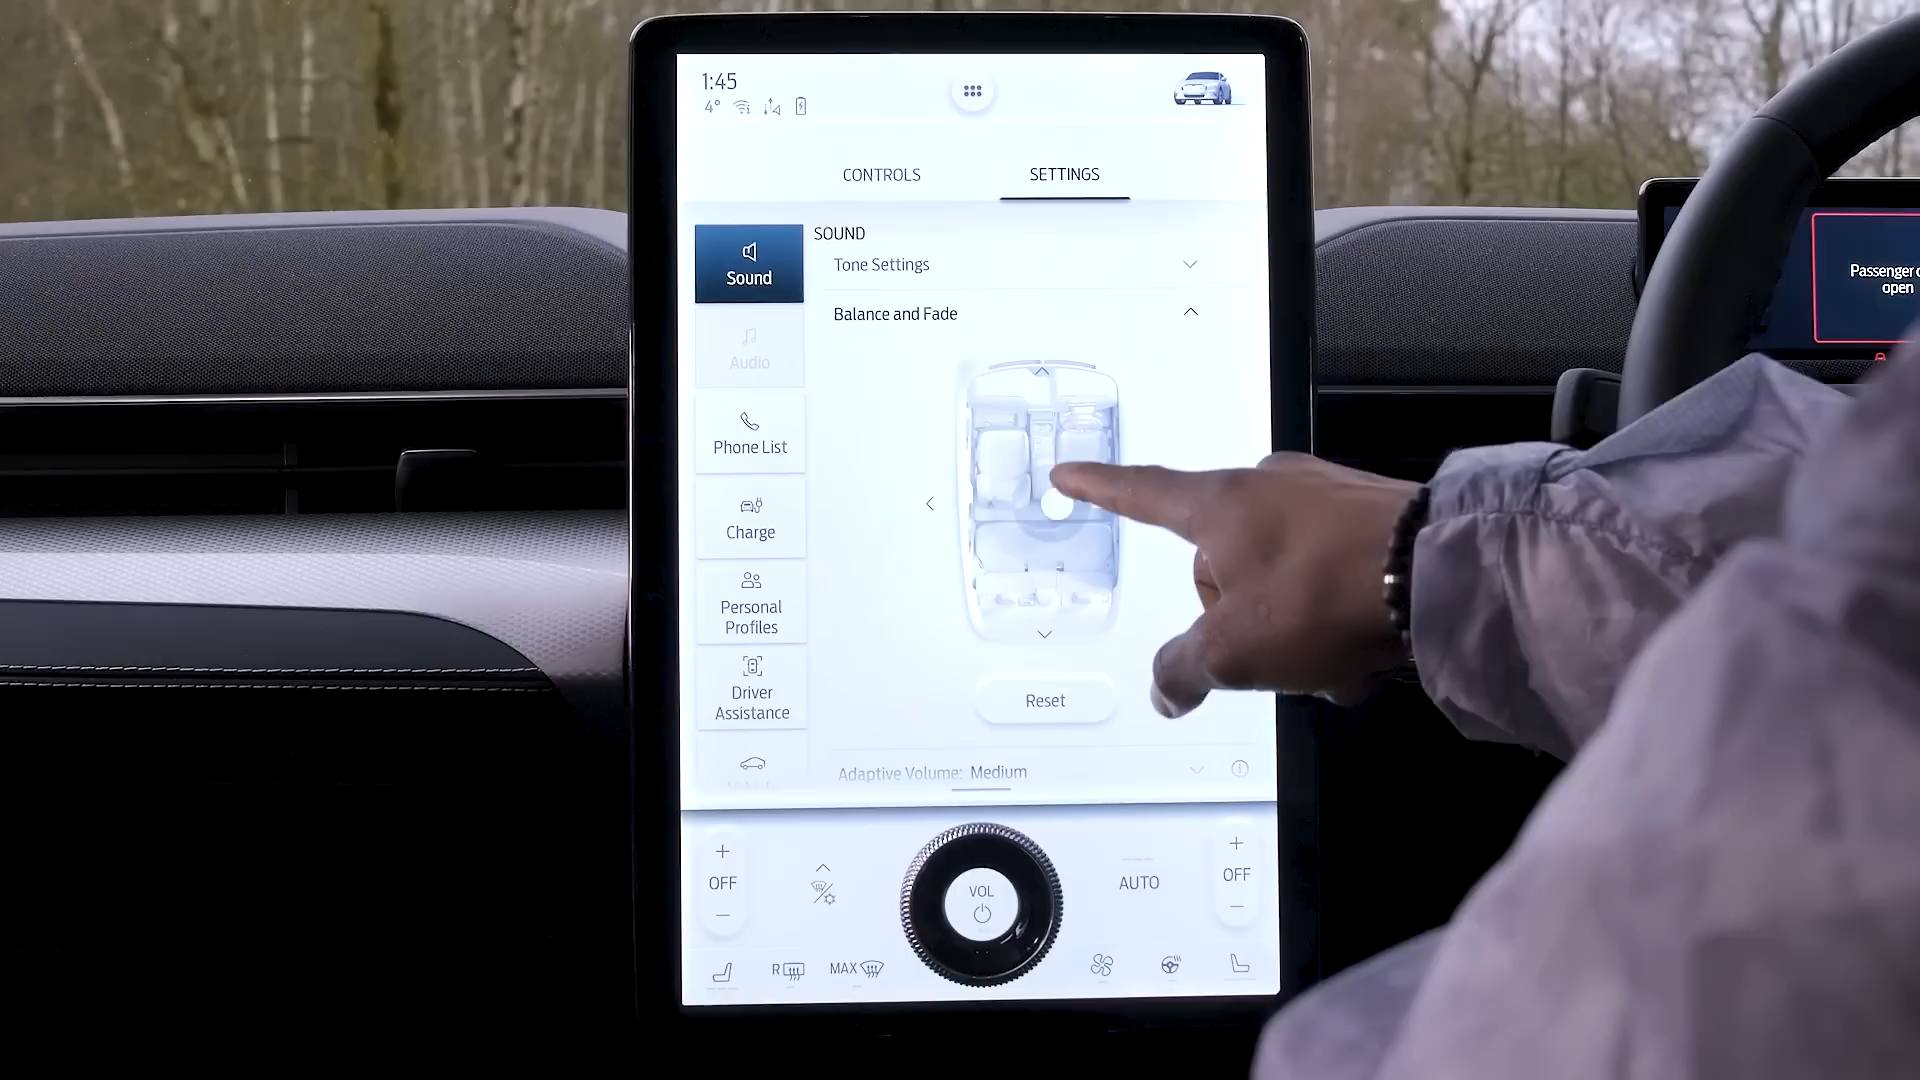 1:45
4°
CONTROLS
SETTINGS
Sound
Audio
Phone List
Charge
Personal
Profiles
Driver
Assistance
SOUND
Tone Settings
Balance and Fade
Reset
Adaptive Volume: Medium
OFF
VOL
AUTO
OFF
R
MAX
Passenger
open